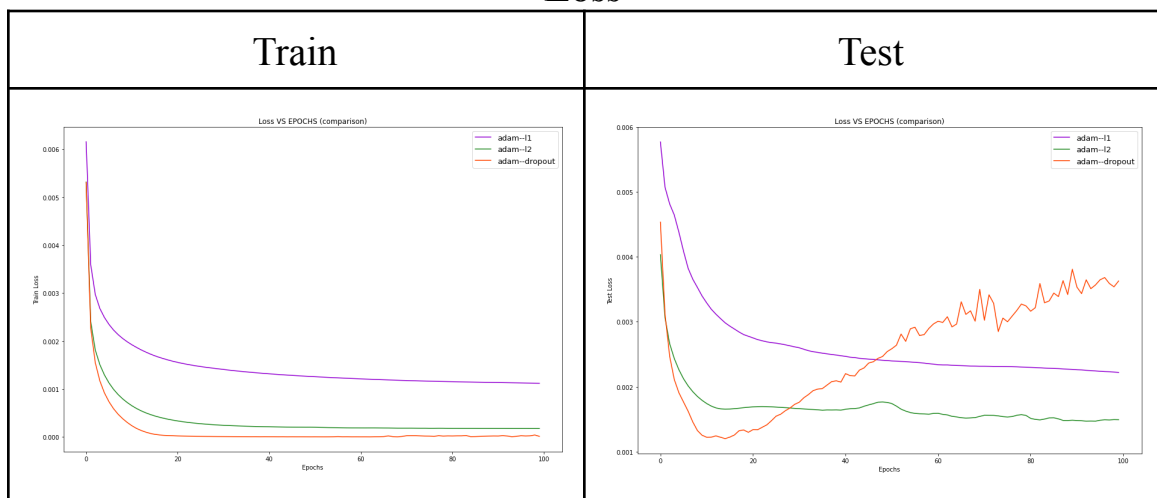 Loss
Train
Test
Loss VS EPOCHS (comparison)
adam--l1
adam--l2
adam--dropout
0.006
0.005
0.004
0.003
0.002
0.001
0.000
Train Loss
0 20 40 60 80 100
Epochs
Loss VS EPOCHS (comparison)
adam--l1
adam--l2
adam--dropout
0.006
0.005
0.004
0.003
0.002
0.001
Test Loss
0 20 40 60 80 100
Epochs